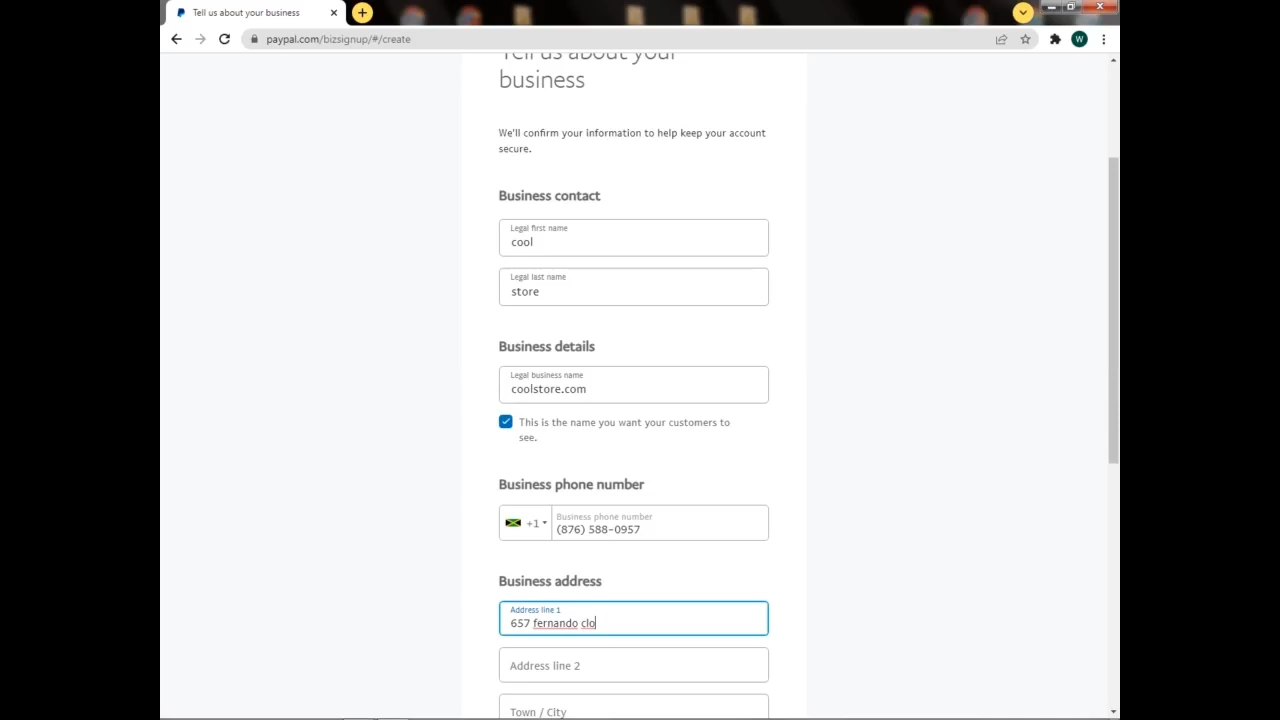 Tell us about your business
paypal.com/bizsignup/#/create
W
Tell us about your
business
We'll confirm your information to help keep your account
secure.
Business contact
Legal first name
cool
Legal last name
store
Business details
Legal business name
coolstore.com
This is the name you want your customers to
see.
Business phone number
+1
Business phone number
(876) 588-0957
Business address
Address line 1
657 fernando clo
Address line 2
Town / City